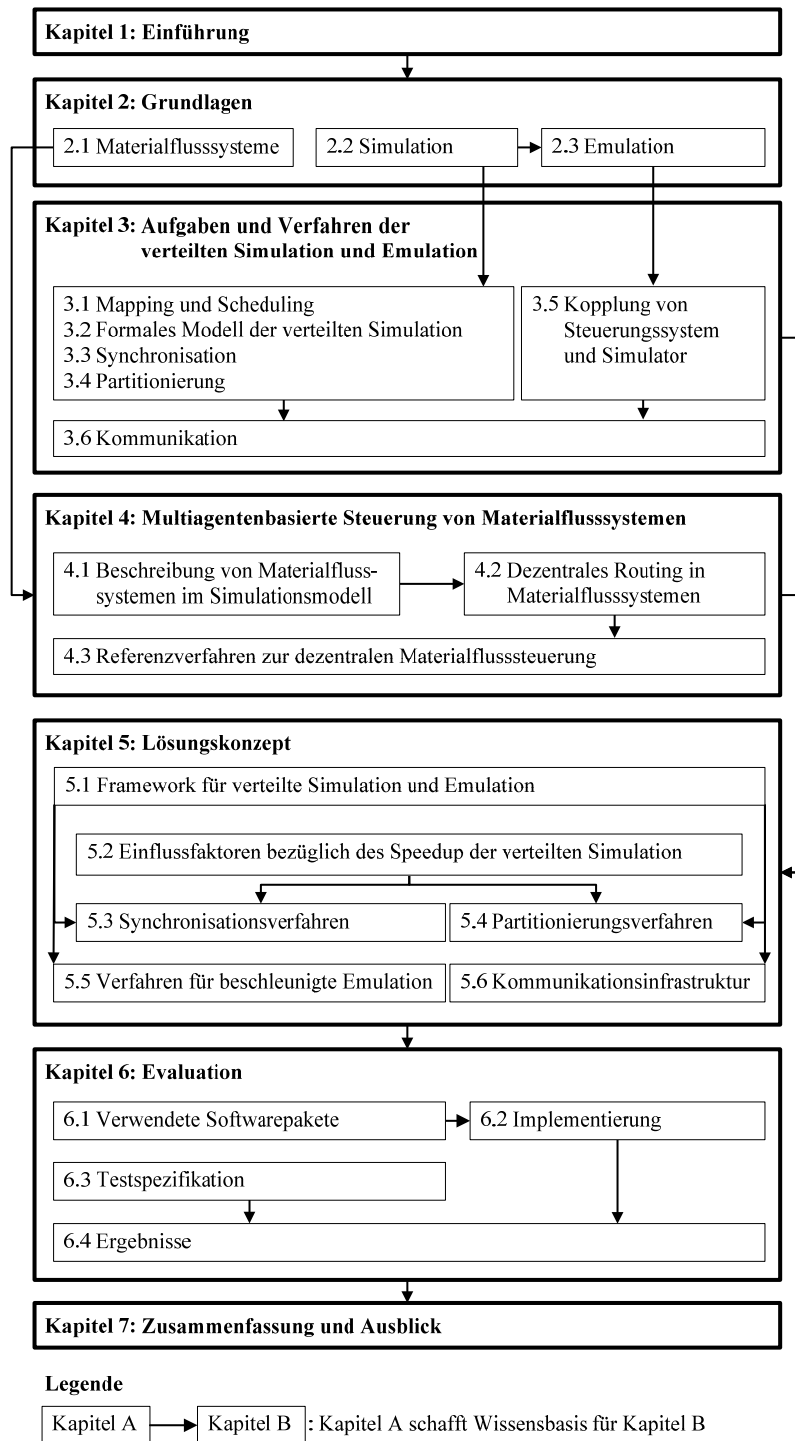 Kapitel 1: Einführung
Kapitel 2: Grundlagen
2.1 Materialflusssysteme
2.2 Simulation
2.3 Emulation
Kapitel 3: Aufgaben und Verfahren der
verteilten Simulation und Emulation
3.1 Mapping und Scheduling
3.2 Formales Modell der verteilten Simulation
3.3 Synchronisation
3.4 Partitionierung
3.5 Kopplung von
Steuerungssystem
und Simulator
3.6 Kommunikation
Kapitel 4: Multiagentenbasierte Steuerung von Materialflusssystemen
4.1 Beschreibung von Materialfluss-
systemen im Simulationsmodell
4.2 Dezentrales Routing in
Materialflusssystemen
4.3 Referenzverfahren zur dezentralen Materialflusssteuerung
Kapitel 5: Lösungskonzept
5.1 Framework für verteilte Simulation und Emulation
5.2 Einflussfaktoren bezüglich des Speedup der verteilten Simulation
5.3 Synchronisationsverfahren
5.4 Partitionierungsverfahren
5.5 Verfahren für beschleunigte Emulation
5.6 Kommunikationsinfrastruktur
Kapitel 6: Evaluation
6.1 Verwendete Softwarepakete
6.2 Implementierung
6.3 Testspezifikation
6.4 Ergebnisse
Kapitel 7: Zusammenfassung und Ausblick
Legende
Kapitel A
Kapitel B
: Kapitel A schafft Wissensbasis für Kapitel B